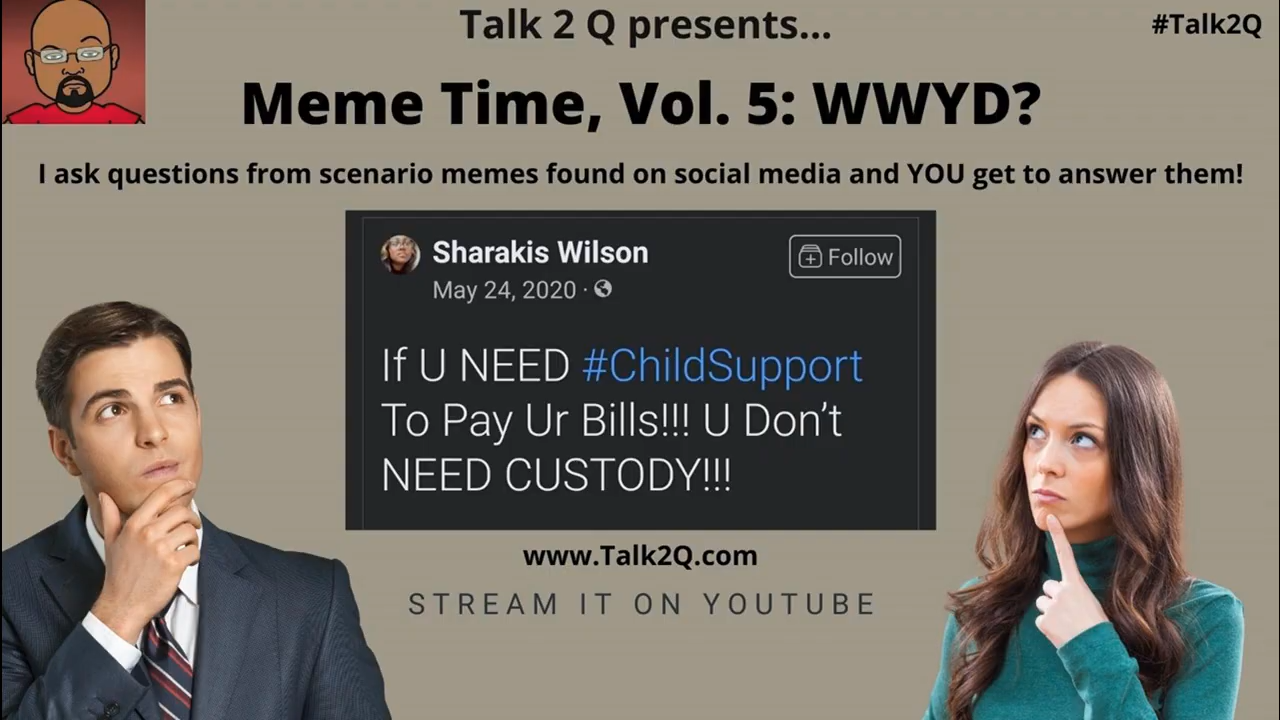 Talk 2 Q presents...
#Talk2Q
Meme Time, Vol. 5: WWYD?
I ask questions from scenario memes found on social media and YOU get to answer them!
Sharakis Wilson
Follow
May 24, 2020 ·
If U NEED #ChildSupport
To Pay Ur Bills!!! U Don't
NEED CUSTODY!!!
www.Talk2Q.com
STREAM IT ON YOUTUBE